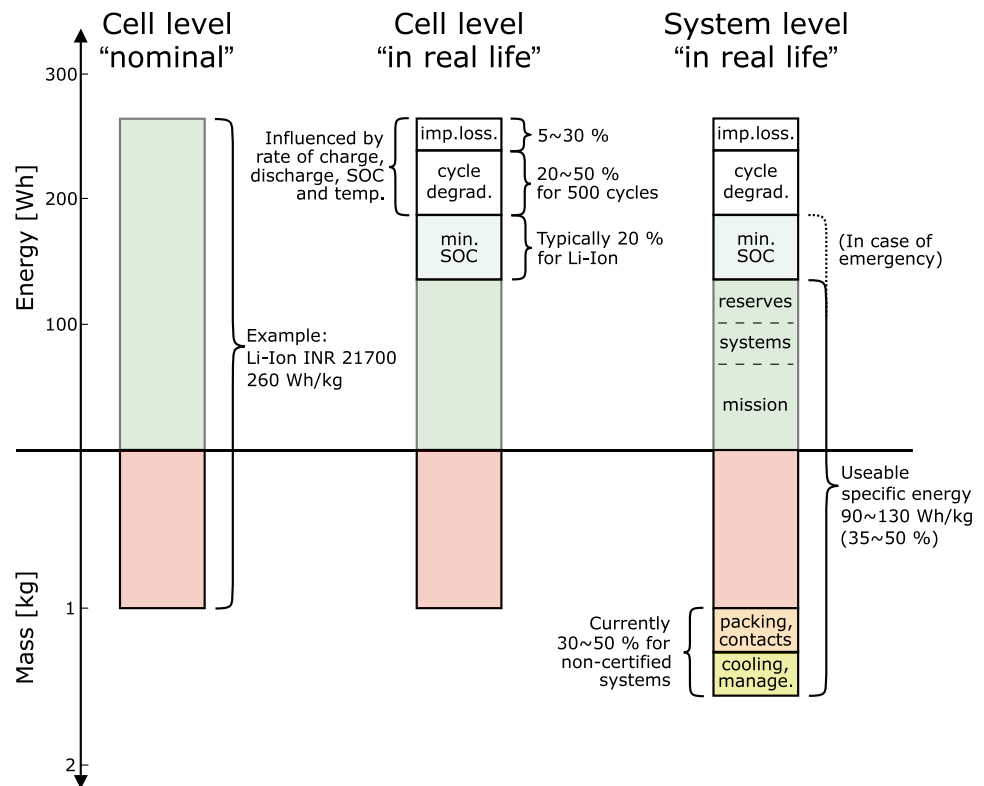 Cell level
“nominal”
Cell level
“in real life”
System level
“in real life”
Energy [Wh]
300
200
100
Mass [kg]
1
2
Example:
Li-Ion INR 21700
260 Wh/kg
Influenced by
rate of charge,
discharge, SOC
and temp.
imp.loss.
cycle
degrad.
min.
SOC
5~30 %
20~50 %
for 500 cycles
Typically 20 %
for Li-Ion
imp.loss.
cycle
degrad.
min.
SOC
reserves
systems
mission
(In case of
emergency)
Useable
specific energy
90~130 Wh/kg
(35~50 %)
Currently
30~50 % for
non-certified
systems
packing,
contacts
cooling,
manage.